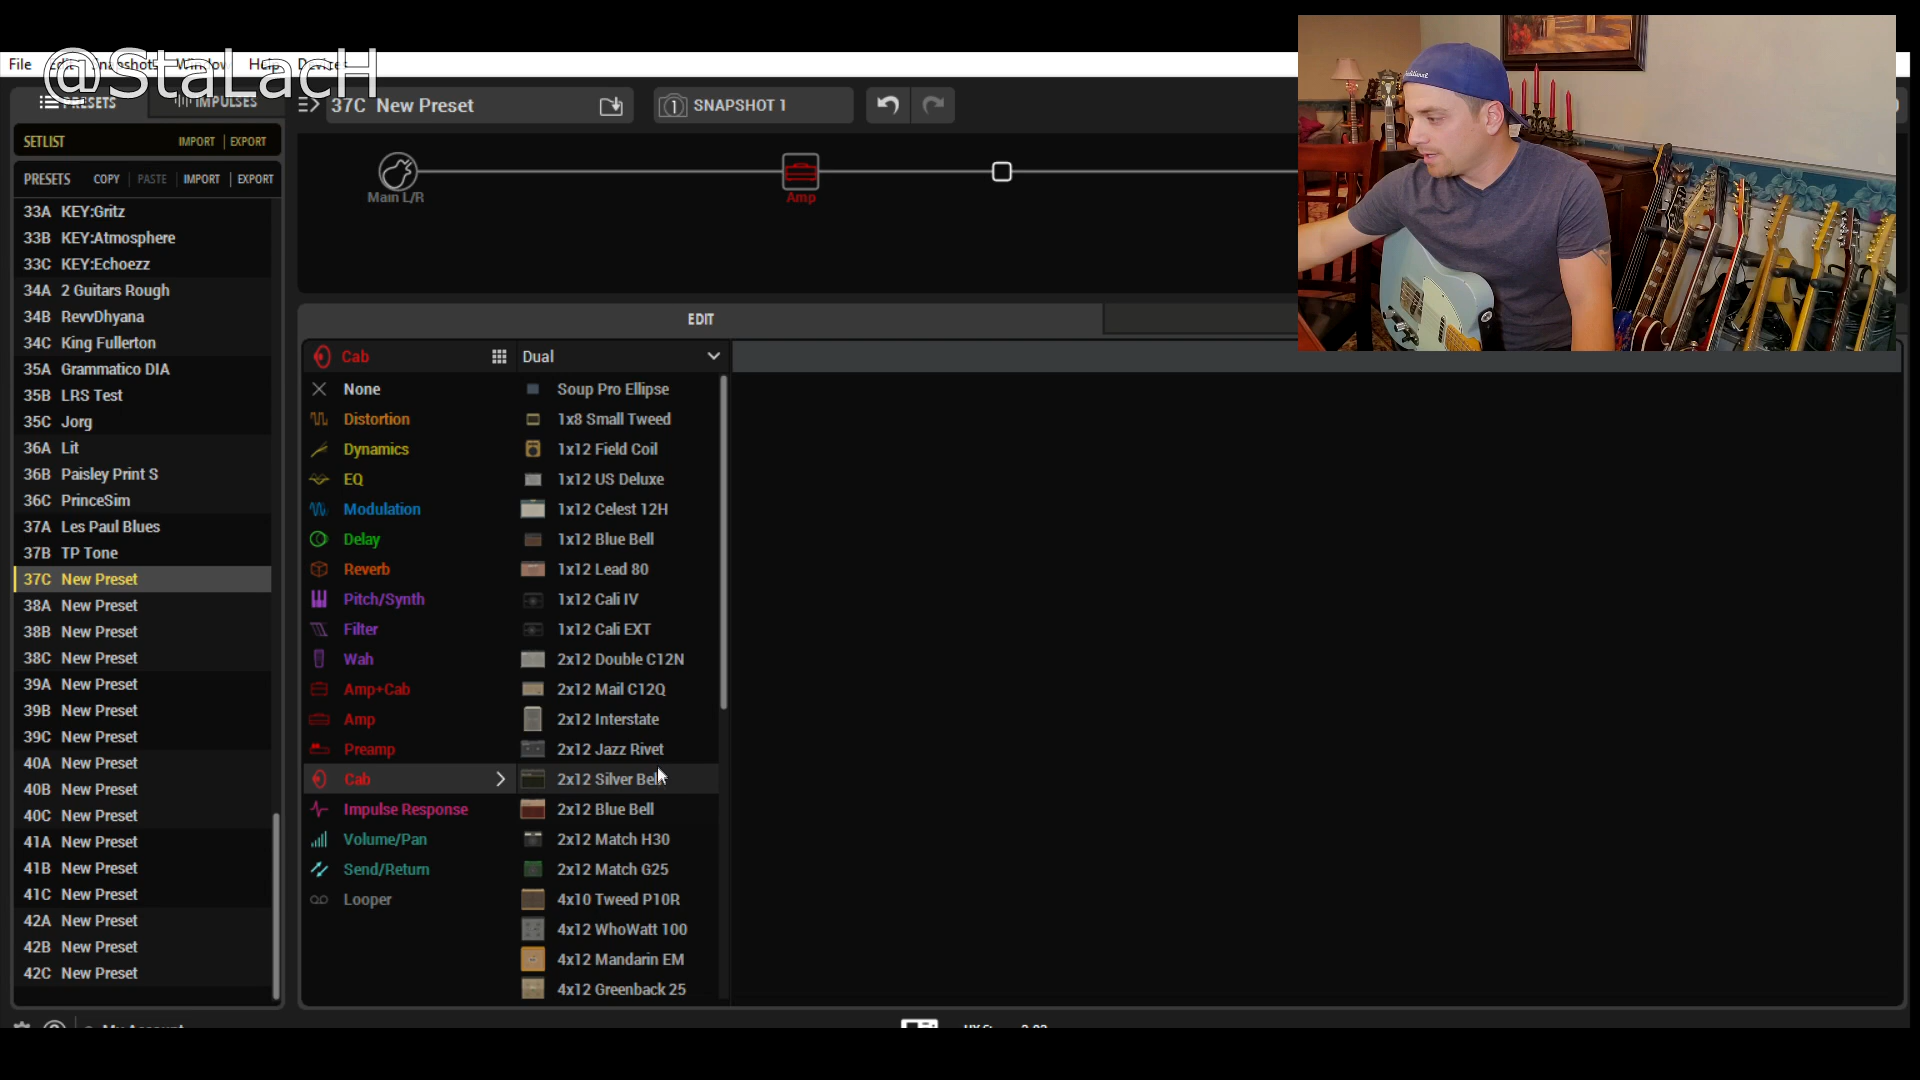 @StaLacH
File Edit Snapshots Window Help Device
PRESETS IMPULSES
37C New Preset
1 SNAPSHOT 1
SETLIST IMPORT EXPORT
PRESETS COPY PASTE IMPORT EXPORT
Main L/R
Amp
33A KEY:Gritz
33B KEY:Atmosphere
33C KEY:Echoezz
34A 2 Guitars Rough
34B RevvDhyana
34C King Fullerton
35A Grammatico DIA
35B LRS Test
35C Jorg
36A Lit
36B Paisley Print S
36C PrinceSim
37A Les Paul Blues
37B TP Tone
37C New Preset
38A New Preset
38B New Preset
38C New Preset
39A New Preset
39B New Preset
39C New Preset
40A New Preset
40B New Preset
40C New Preset
41A New Preset
41B New Preset
41C New Preset
42A New Preset
42B New Preset
42C New Preset
EDIT
Cab
Dual
None
Distortion
Dynamics
EQ
Modulation
Delay
Reverb
Pitch/Synth
Filter
Wah
Amp+Cab
Amp
Preamp
Cab
Impulse Response
Volume/Pan
Send/Return
Looper
Soup Pro Ellipse
1x8 Small Tweed
1x12 Field Coil
1x12 US Deluxe
1x12 Celest 12H
1x12 Blue Bell
1x12 Lead 80
1x12 Cali IV
1x12 Cali EXT
2x12 Double C12N
2x12 Mail C12Q
2x12 Interstate
2x12 Jazz Rivet
2x12 Silver Bell
2x12 Blue Bell
2x12 Match H30
2x12 Match G25
4x10 Tweed P10R
4x12 WhoWatt 100
4x12 Mandarin EM
4x12 Greenback 25
My Account